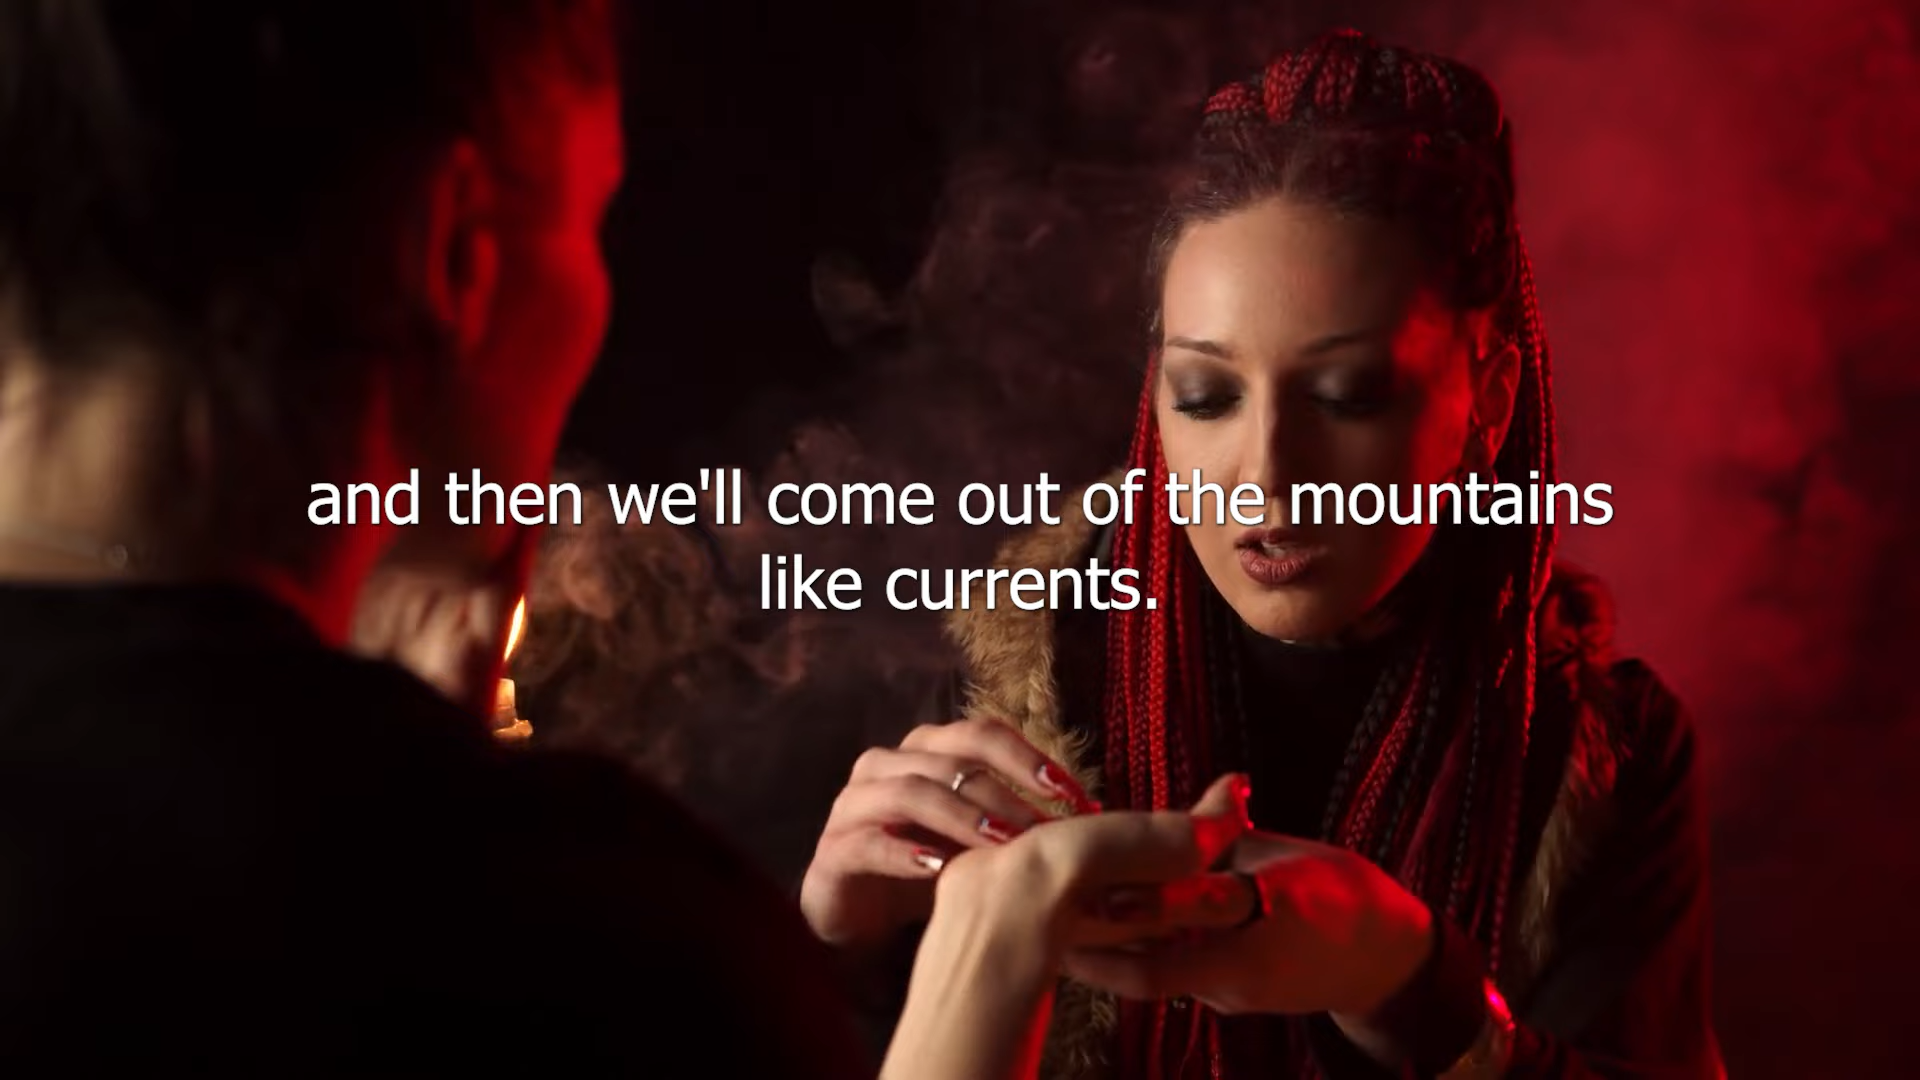 and then we'll come out of the mountains
like currents.